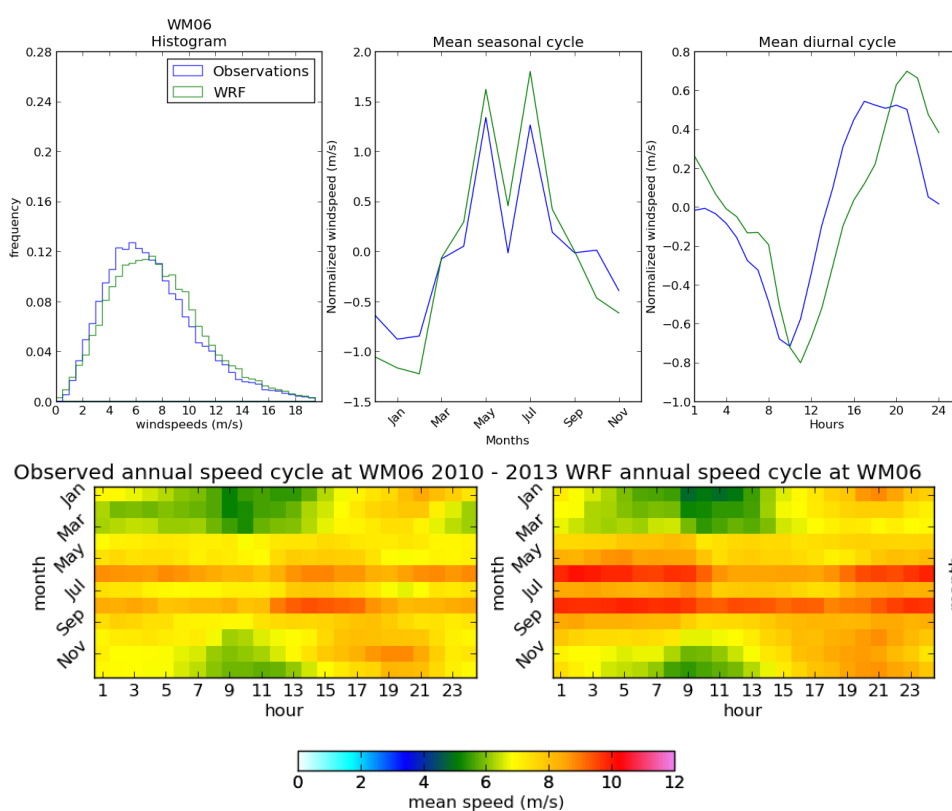 WM06
Histogram
Mean seasonal cycle
Mean diurnal cycle
Observations
WRF
frequency
0.28
0.24
0.20
0.16
0.12
0.08
0.04
0.0
0 2 4 6 8 10 12 14 16 18
windspeeds (m/s)
Normalized windspeed (m/s)
2.0
1.5
1.0
0.5
0.0
−0.5
−1.0
−1.5
Jan Mar May Jul Sep Nov
Months
Normalized windspeed (m/s)
0.8
0.6
0.4
0.2
0.0
−0.2
−0.4
−0.6
−0.8
−1.0
1 4 8 12 16 20 24
Hours
Observed annual speed cycle at WM06 2010 - 2013 WRF annual speed cycle at WM06
month
Jan
Mar
May
Jul
Sep
Nov
1 3 5 7 9 11 13 15 17 19 21 23
hour
month
Jan
Mar
May
Jul
Sep
Nov
1 3 5 7 9 11 13 15 17 19 21 23
hour
0 2 4 6 8 10 12
mean speed (m/s)